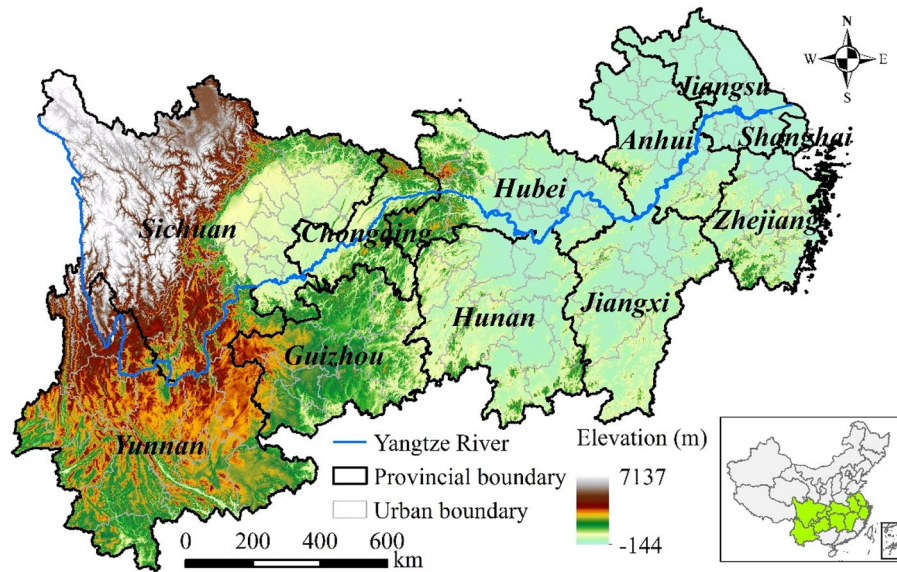 N
W E
S
Jiangsu
Anhui
Shanghai
Hubei
Sichuan
Chongqing
Zhejiang
Hunan
Jiangxi
Guizhou
Yunnan
Yangtze River
Provincial boundary
Urban boundary
Elevation (m)
7137
-144
0 200 400 600
km